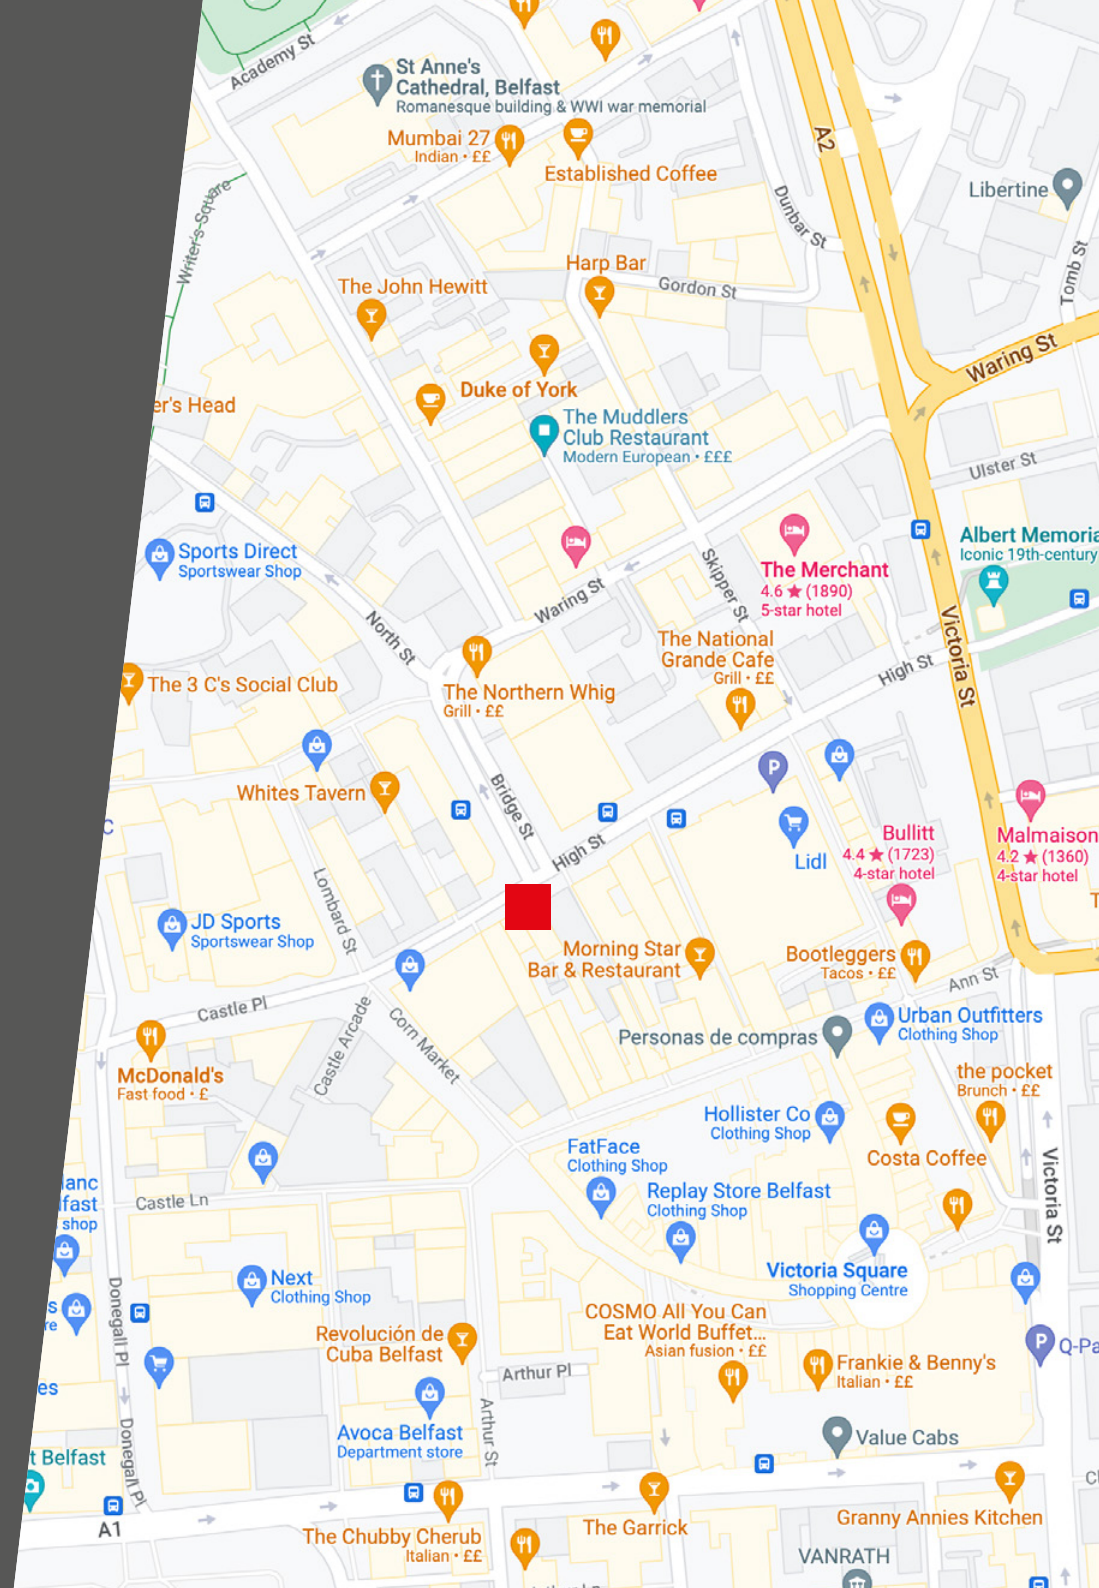 Academy St
St Anne's
Cathedral, Belfast
Romanesque building & WWI war memorial
Mumbai 27
Indian • ££
Established Coffee
A2
Libertine
Dunbar St
Tomb St
Writer's Square
Harp Bar
Gordon St
The John Hewitt
Waring St
Duke of York
er's Head
The Muddlers
Club Restaurant
Modern European • £££
Ulster St
Sports Direct
Sportswear Shop
Albert Memoria
Iconic 19th-century
The Merchant
4.6 ★ (1890)
5-star hotel
Skipper St
Waring St
North St
Victoria St
The National
Grande Cafe
Grill • ££
High St
The 3 C's Social Club
The Northern Whig
Grill • ££
P
Whites Tavern
Bridge St
High St
Lidl
Bullitt
4.4 ★ (1723)
4-star hotel
Malmaison
4.2 ★ (1360)
4-star hotel
C
Lombard St
JD Sports
Sportswear Shop
T
Morning Star
Bar & Restaurant
Bootleggers
Tacos • ££
Ann St
Castle Pl
Castle Arcade
Corn Market
Urban Outfitters
Clothing Shop
Personas de compras
McDonald's
Fast food • £
the pocket
Brunch • ££
Hollister Co
Clothing Shop
Costa Coffee
FatFace
Clothing Shop
Replay Store Belfast
Clothing Shop
lanc
lfast
shop
Castle Ln
Victoria St
Victoria Square
Shopping Centre
Next
Clothing Shop
Donegall Pl
s
re
COSMO All You Can
Eat World Buffet...
Asian fusion • ££
Revolución de
Cuba Belfast
P
Q-Pa
Arthur Pl
Frankie & Benny's
Italian • ££
es
Avoca Belfast
Department store
Arthur St
Donegall Pl
Value Cabs
t Belfast
A1
The Chubby Cherub
Italian • ££
The Garrick
Granny Annies Kitchen
VANRATH